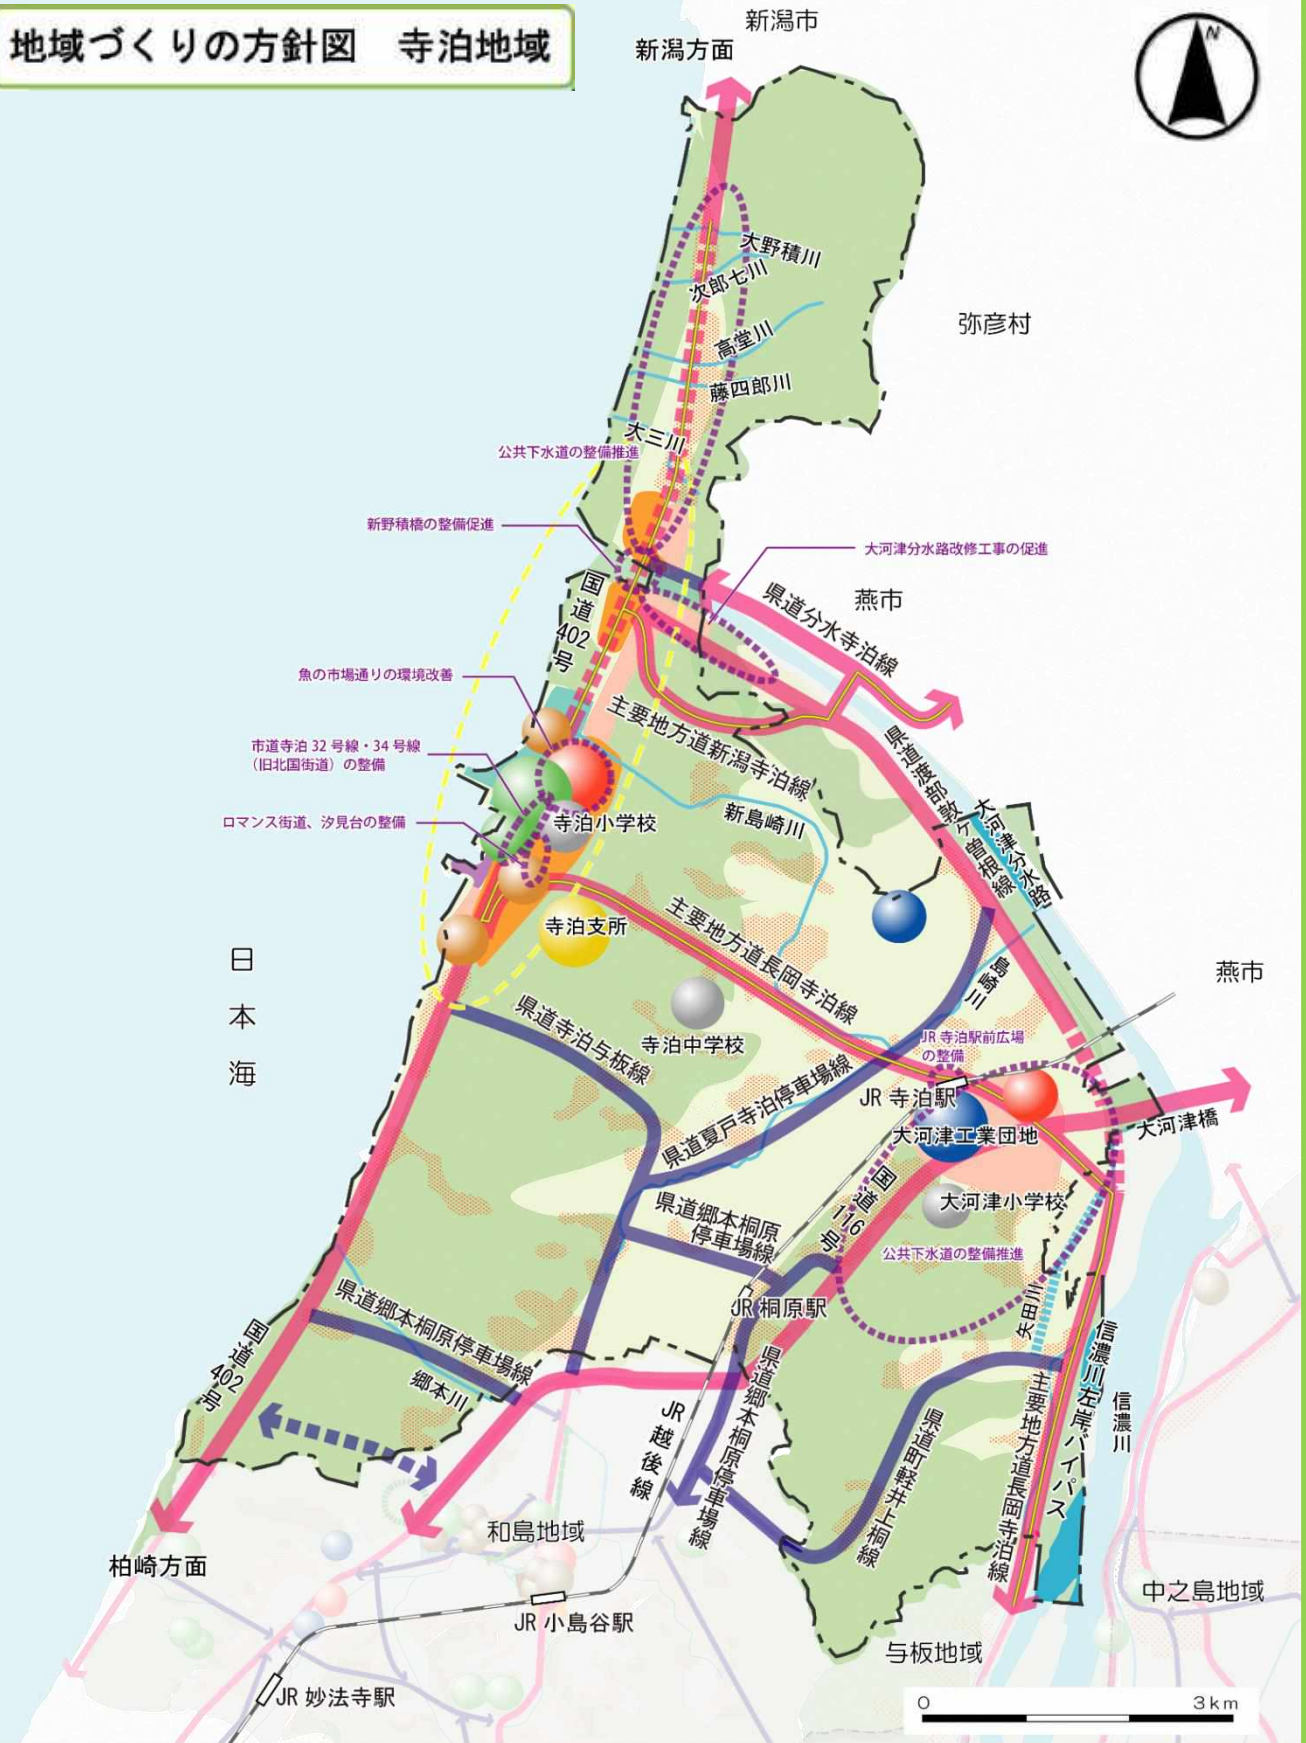 地域づくりの方針図　寺泊地域
新潟市
新潟方面
N
大野積川
次郎七川
弥彦村
高堂川
藤四郎川
大三川
公共下水道の整備推進
新野積橋の整備促進
大河津分水路改修工事の促進
国道402号
県道分水寺泊線
燕市
魚の市場通りの環境改善
主要地方道新潟寺泊線
市道寺泊 32 号線・34 号線
（旧北国街道）の整備
県道渡部敦ヶ曽根線
大河津分水路
新島崎川
ロマンス街道、汐見台の整備
寺泊小学校
寺泊支所
主要地方道長岡寺泊線
日本海
島崎川
燕市
県道寺泊与板線
寺泊中学校
JR 寺泊駅前広場
の整備
県道夏戸寺泊停車場線
JR 寺泊駅
大河津工業団地
大河津橋
国道116号
大河津小学校
県道郷本桐原
停車場線
公共下水道の整備推進
県道郷本桐原停車場線
JR 桐原駅
矢田川
国道402号
郷本川
県道郷本桐原停車場線
信濃川左岸バイパス
信濃川
主要地方道長岡寺泊線
県道町軽井上桐線
JR越後線
和島地域
柏崎方面
JR 小島谷駅
中之島地域
与板地域
JR 妙法寺駅
0
3km